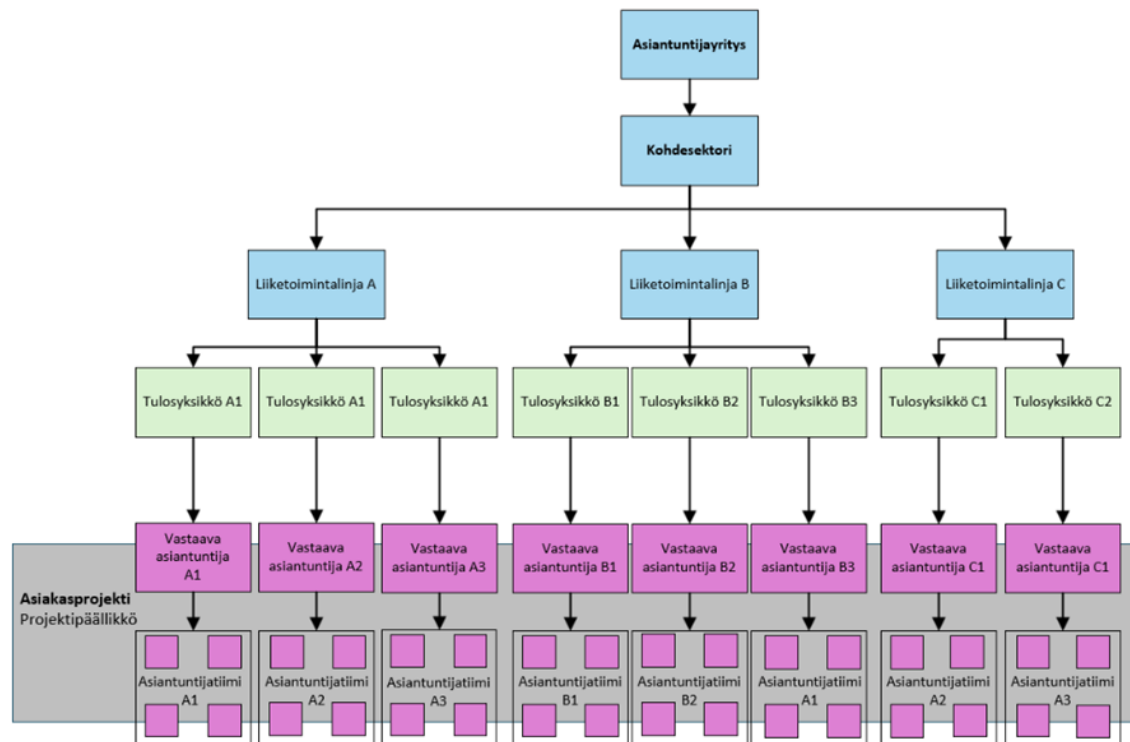 Asiantuntijayritys
Kohdesektori
Liiketoimintalinja A
Liiketoimintalinja B
Liiketoimintalinja C
Tulosyksikkö A1
Tulosyksikkö A1
Tulosyksikkö A1
Tulosyksikkö B1
Tulosyksikkö B2
Tulosyksikkö B3
Tulosyksikkö C1
Tulosyksikkö C2
Vastaava
asiantuntija
A1
Vastaava
asiantuntija A2
Vastaava
asiantuntija A3
Vastaava
asiantuntija B1
Vastaava
asiantuntija B2
Vastaava
asiantuntija B3
Vastaava
asiantuntija C1
Vastaava
asiantuntija C1
Asiakasprojekti
Projektipäällikkö
Asiantuntijatiimi
A1
Asiantuntijatiimi
A2
Asiantuntijatiimi
A3
Asiantuntijatiimi
B1
Asiantuntijatiimi
B2
Asiantuntijatiimi
A1
Asiantuntijatiimi
A2
Asiantuntijatiimi
A3